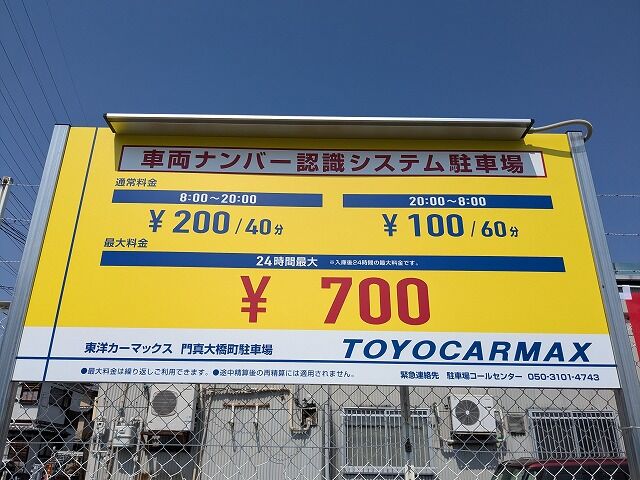 車両ナンバー認識システム駐車場
通常料金
8:00～20:00
¥200/40分
20:00～8:00
¥100/60分
最大料金
24時間最大 ※入庫後24時間の最大料金です。
¥ 700
東洋カーマックス 門真大橋町駐車場
TOYOCARMAX
●最大料金は繰り返しご利用できます。●途中精算後の再精算には適用されません。
緊急連絡先 駐車場コールセンター 050-3101-4743